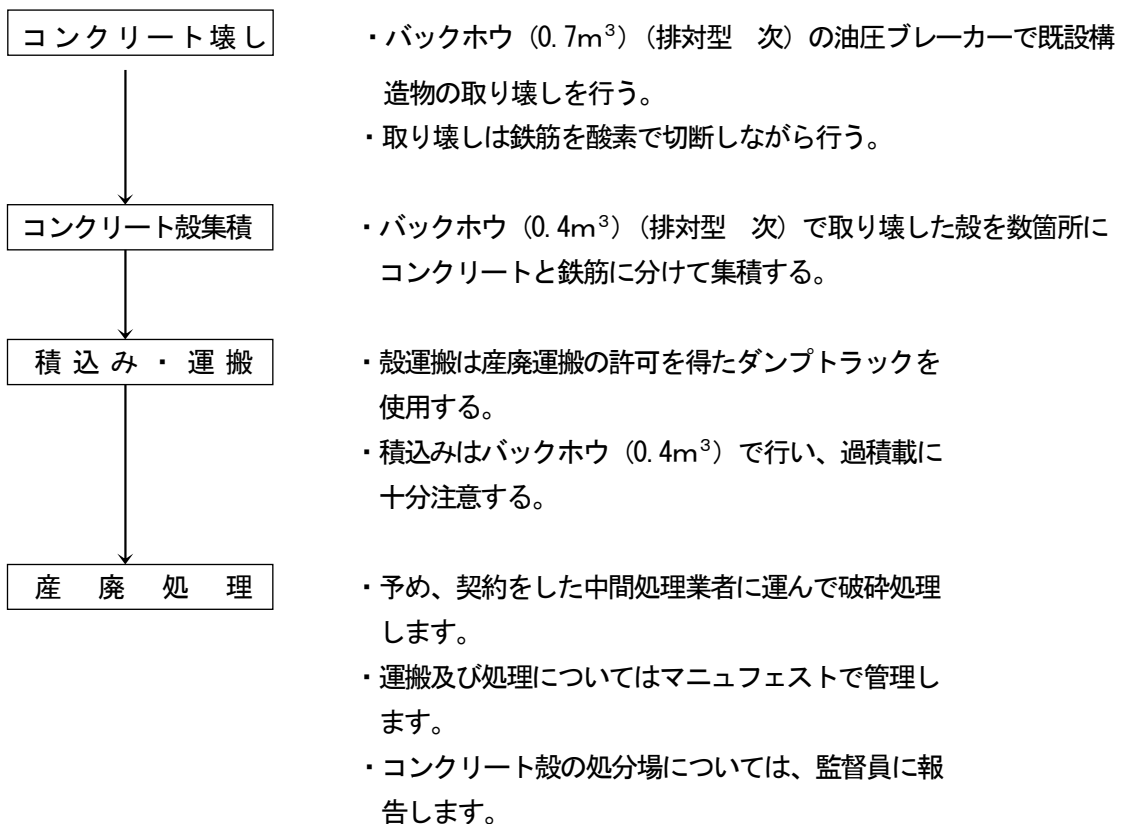 コンクリート壊し
・バックホウ（0.7ｍ³）（排対型　次）の油圧ブレーカーで既設構
造物の取り壊しを行う。
・取り壊しは鉄筋を酸素で切断しながら行う。
コンクリート殻集積
・バックホウ（0.4ｍ³）（排対型　次）で取り壊した殻を数箇所に
コンクリートと鉄筋に分けて集積する。
積込み・運搬
・殻運搬は産廃運搬の許可を得たダンプトラックを
使用する。
・積込みはバックホウ（0.4ｍ³）で行い、過積載に
十分注意する。
産　廃　処　理
・予め、契約をした中間処理業者に運んで破砕処理
します。
・運搬及び処理についてはマニュフェストで管理し
ます。
・コンクリート殻の処分場については、監督員に報
告します。